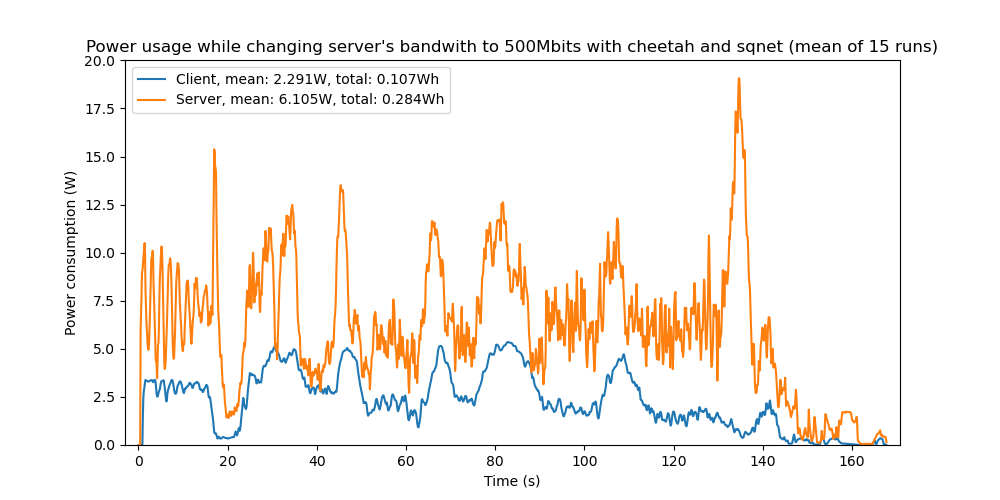 Power usage while changing server's bandwith to 500Mbits with cheetah and sqnet (mean of 15 runs)
Client, mean: 2.291W, total: 0.107Wh
Server, mean: 6.105W, total: 0.284Wh
Power consumption (W)
20.0
17.5
15.0
12.5
10.0
7.5
5.0
2.5
0.0
0 20 40 60 80 100 120 140 160
Time (s)